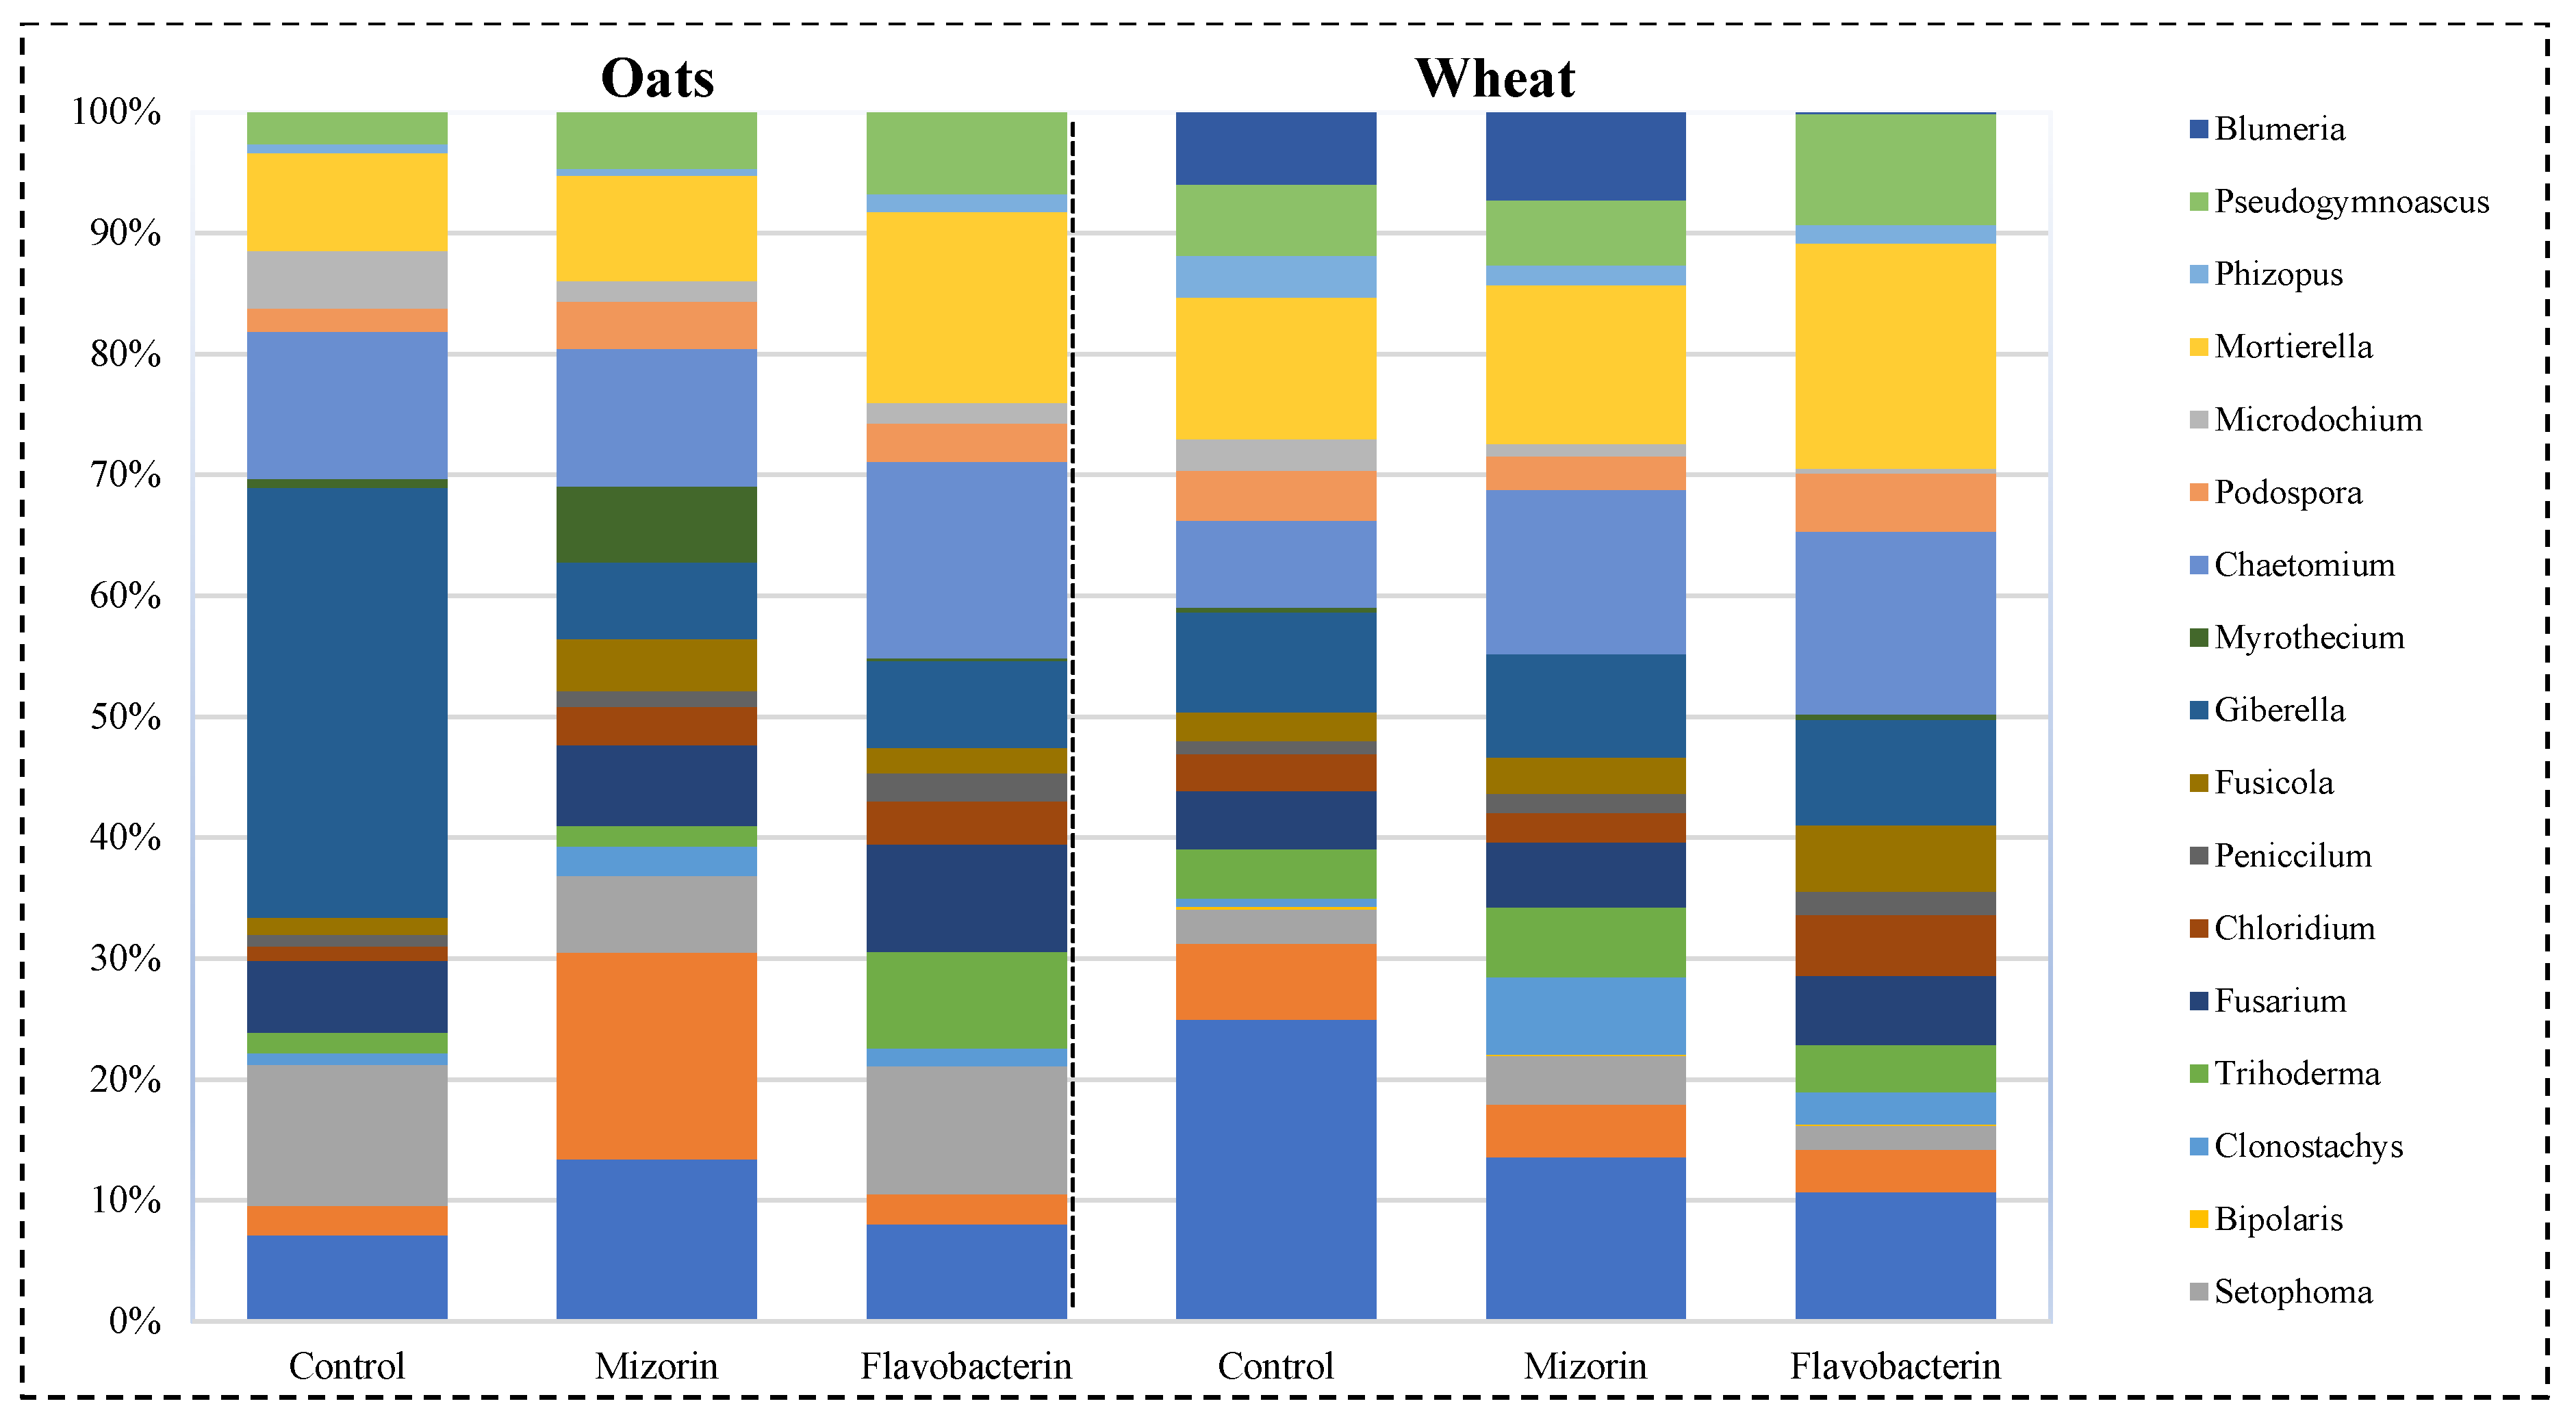 Oats
Wheat
100%
90%
80%
70%
60%
50%
40%
30%
20%
10%
0%
Control
Mizorin
Flavobacterin
Control
Mizorin
Flavobacterin
Blumeria
Pseudogymnoascus
Phizopus
Mortierella
Microdochium
Podospora
Chaetomium
Myrothecium
Giberella
Fusicola
Peniccilum
Chloridium
Fusarium
Trihoderma
Clonostachys
Bipolaris
Setophoma